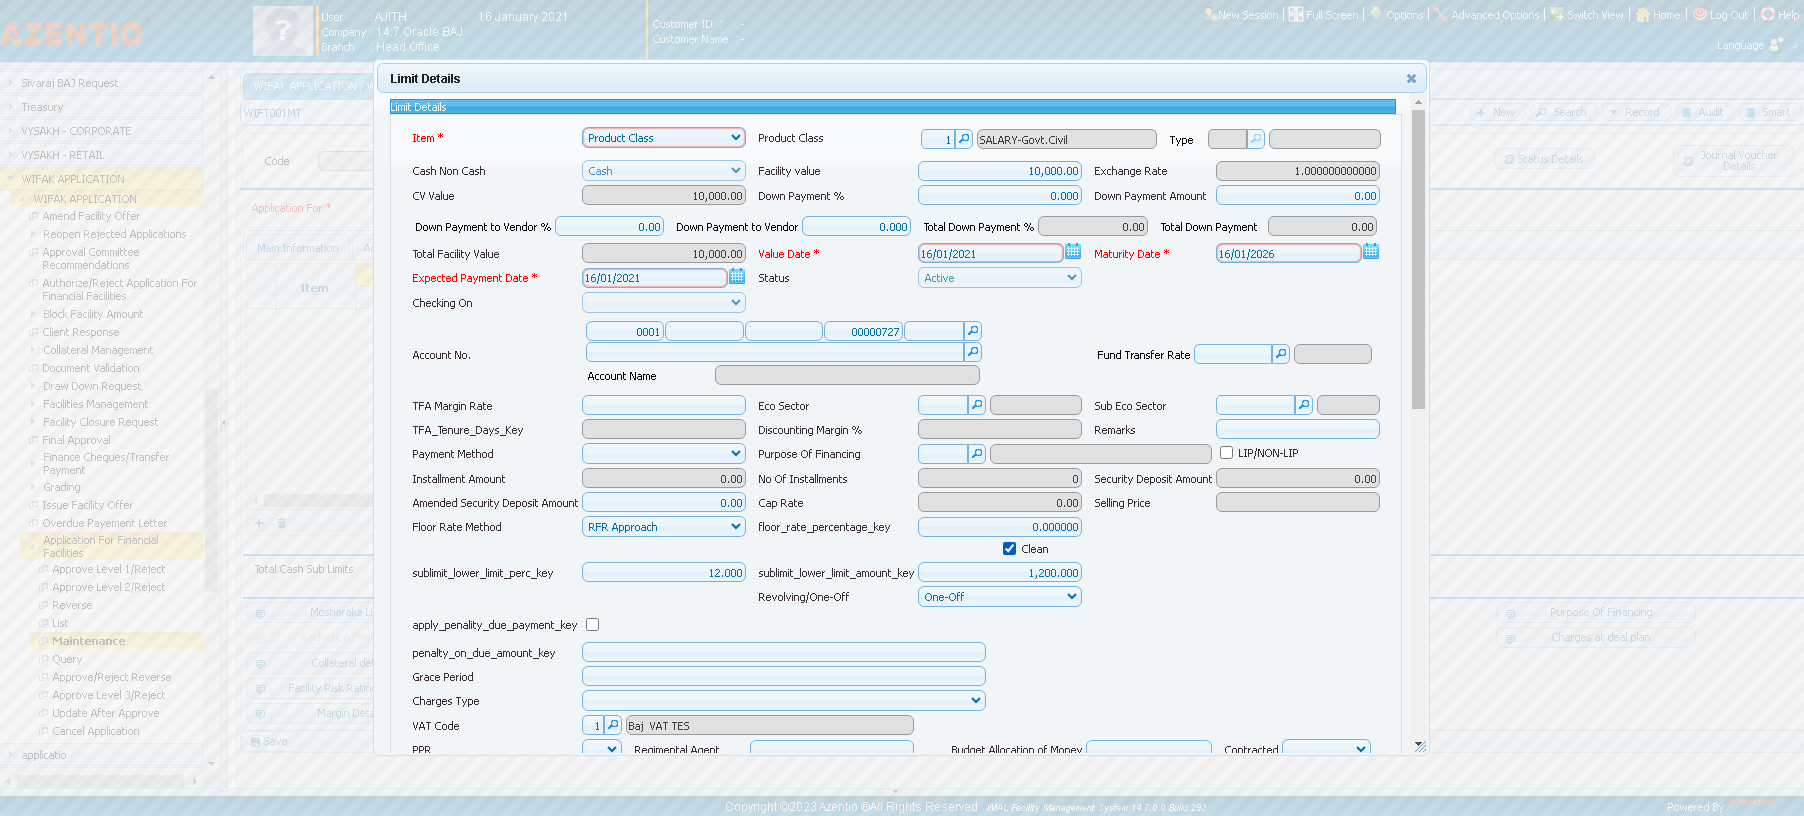 AZENTIO
User : AJITH 16 January 2021
Company : 14.7 Oracle BAJ
Branch : Head Office
Customer ID : -
Customer Name : -
New Session Full Screen Options Advanced Options Switch View Home Log Out Help
Language
Sivaraj BAJ Request
Treasury
VYSAKH - CORPORATE
VYSAKH - RETAIL
WIFAK APPLICATION
WIFAK APPLICATION
Amend Facility Offer
Reopen Rejected Applications
Approval Committee
Recommendations
Authorize/Reject Application For
Financial Facilities
Block Facility Amount
Client Response
Collateral Management
Document Validation
Draw Down Request
Facilities Management
Facility Closure Request
Final Approval
Finance Cheques/Transfer
Payment
Grading
Issue Facility Offer
Overdue Payment Letter
Application For Financial
Facilities
Approve Level 1/Reject
Approve Level 2/Reject
Reverse
List
Maintenance
Query
Approve/Reject Reverse
Approve Level 3/Reject
Update After Approve
Cancel Application
applicatio
WIFAK APPLICATION / W
WIFT001MT
New Search Record Audit Smart
Code
Status Details
Journal Voucher
Details
Application For *
Main Information
Item
Total Cash Sub Limits
Mosharaka Li
Collateral det
Facility Risk Rating
Margin Deta
Save
Purpose Of Financing
Charges at deal plan
Limit Details
Limit Details
Item * Product Class Product Class 1 SALARY-Govt.Civil Type
Cash Non Cash Cash Facility value 10,000.00 Exchange Rate 1.000000000000
CV Value 10,000.00 Down Payment % 0.000 Down Payment Amount 0.00
Down Payment to Vendor % 0.00 Down Payment to Vendor 0.000 Total Down Payment % 0.00 Total Down Payment 0.00
Total Facility Value 10,000.00 Value Date * 16/01/2021 Maturity Date * 16/01/2026
Expected Payment Date * 16/01/2021 Status Active
Checking On
0001 00000727
Account No. Fund Transfer Rate
Account Name
TFA Margin Rate Eco Sector Sub Eco Sector
TFA_Tenure_Days_Key Discounting Margin % Remarks
Payment Method Purpose Of Financing LIP/NON-LIP
Installment Amount 0.00 No Of Installments 0 Security Deposit Amount 0.00
Amended Security Deposit Amount 0.00 Cap Rate 0.00 Selling Price
Floor Rate Method RFR Approach floor_rate_percentage_key 0.000000
Clean
sublimit_lower_limit_perc_key 12.000 sublimit_lower_limit_amount_key 1,200.000
Revolving/One-Off One-Off
apply_penality_due_payment_key
penalty_on_due_amount_key
Grace Period
Charges Type
VAT Code 1 Baj VAT TES
PPR Regimental Agent Budget Allocation of Money Contracted
Copyright ©2023 Azentio ®All Rights Reserved IMAL Facility Management System 14.7.0.0 Build 292
Powered By